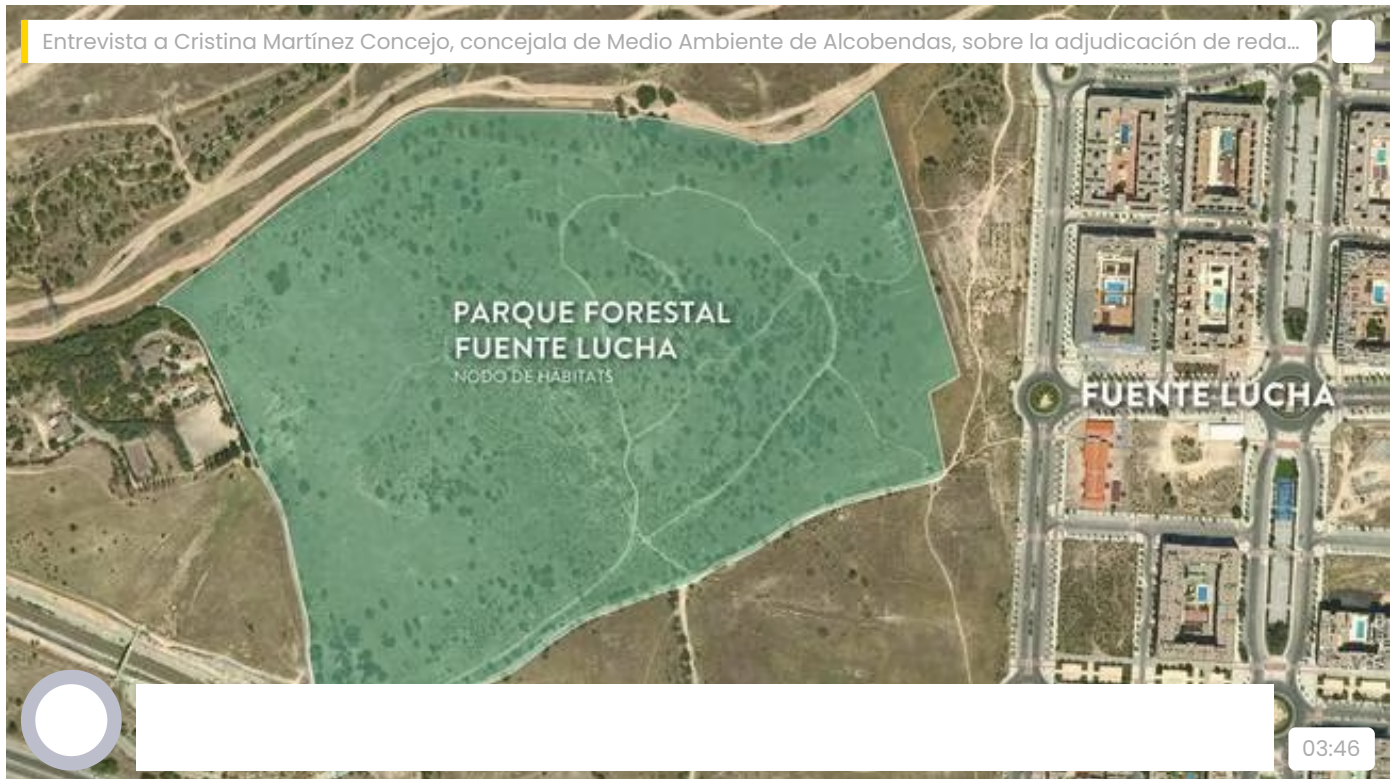 Entrevista a Cristina Martínez Concejo, concejala de Medio Ambiente de Alcobendas, sobre la adjudicación de reda...
PARQUE FORESTAL
FUENTE LUCHA
NODO DE HÁBITATS
FUENTE LUCHA
03:46